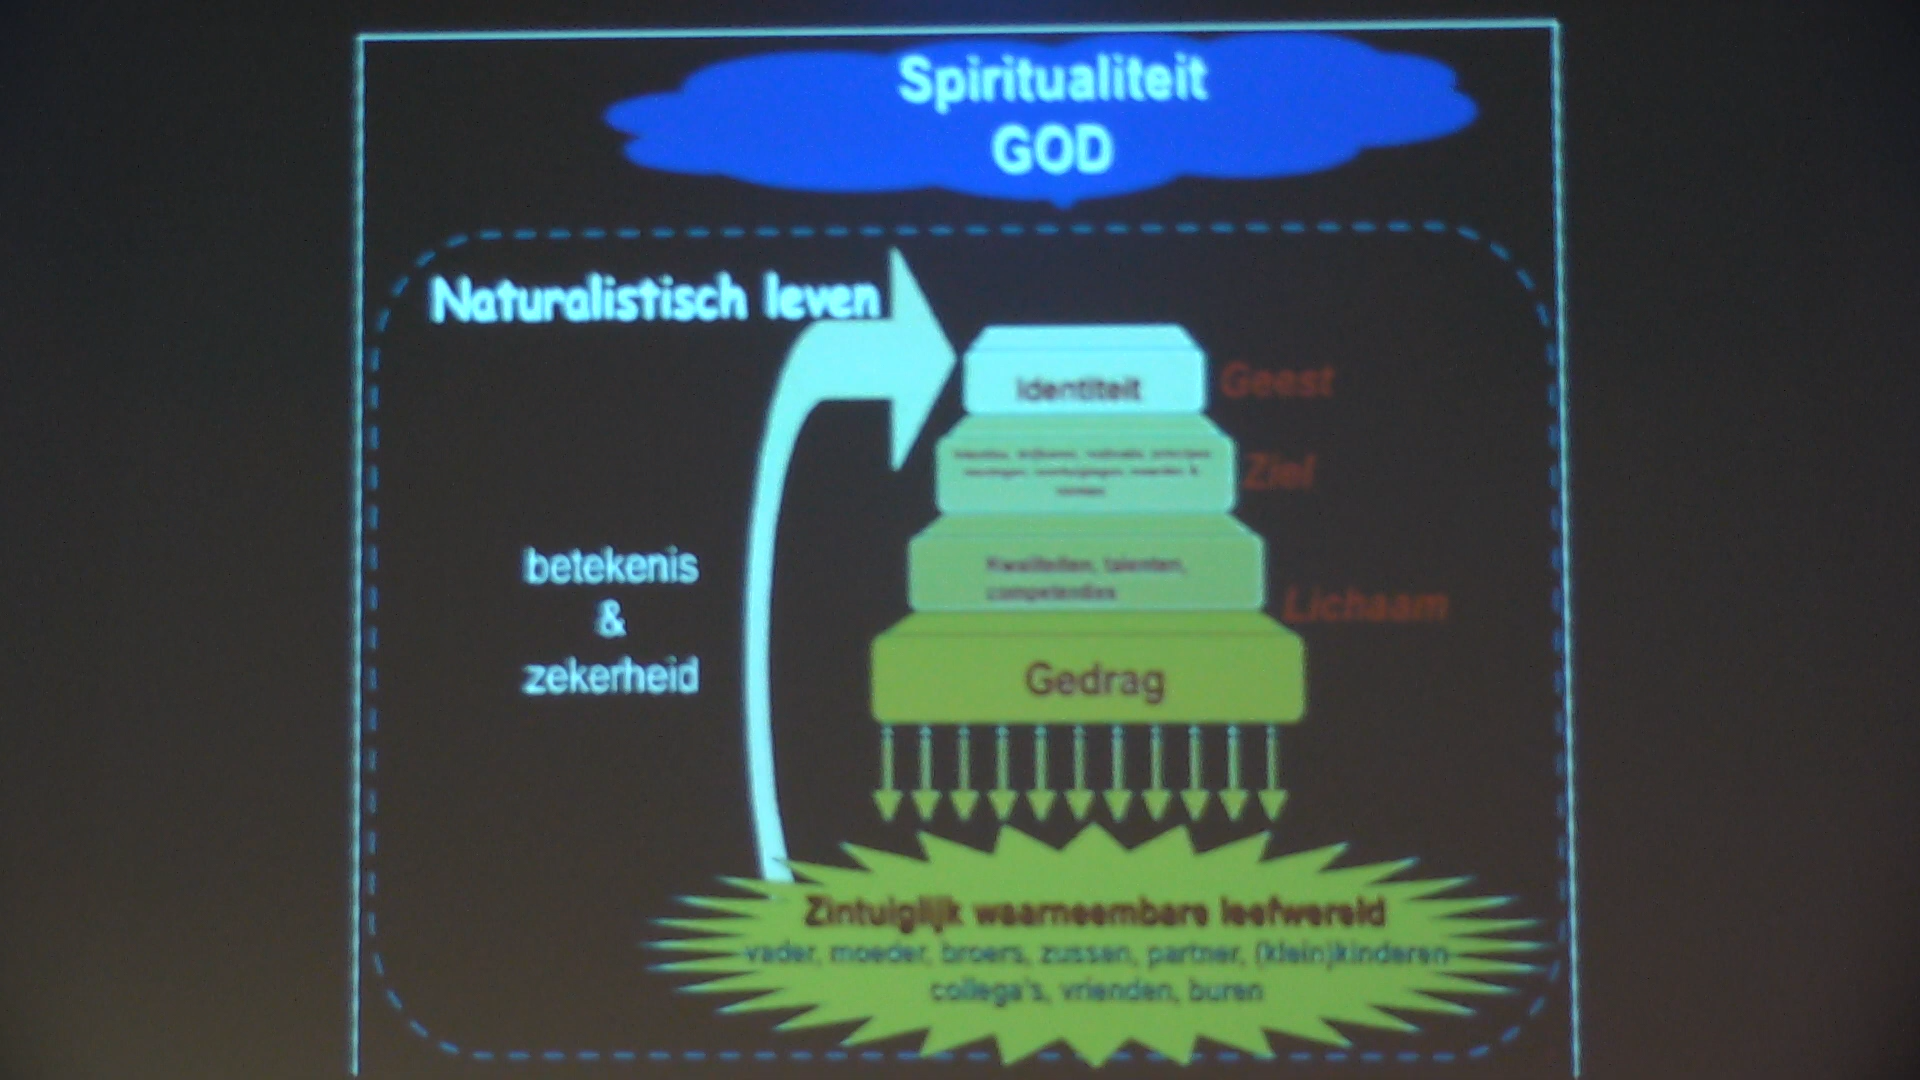 Spiritualiteit
GOD
Naturalistisch leven
Identiteit
Geest
Ziel
betekenis
&
zekerheid
Kwaliteiten, talenten,
competenties
Lichaam
Gedrag
Zintuiglijk waarneembare leefwereld
vader, moeder, broers, zussen, partner, (klein)kinderen
collega's, vrienden, buren